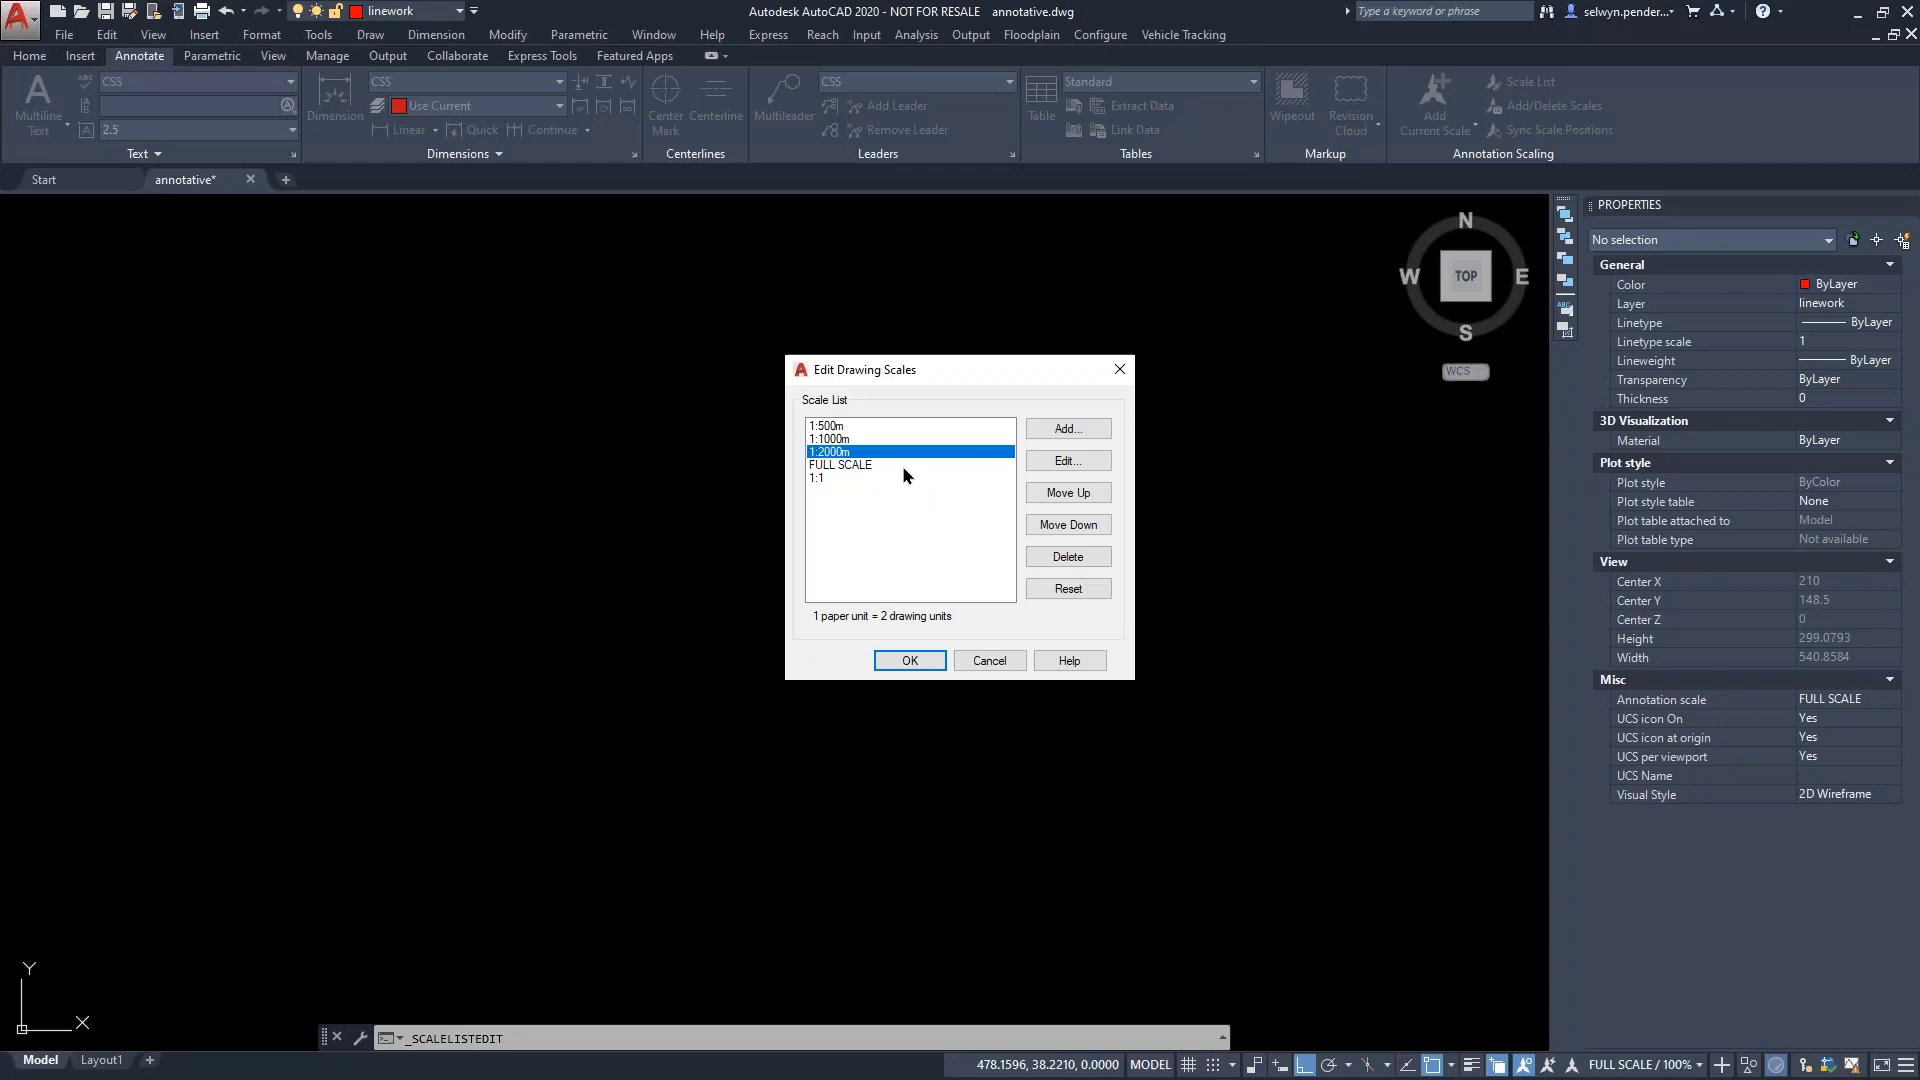 linework
Autodesk AutoCAD 2020 - NOT FOR RESALE annotative.dwg
Type a keyword or phrase
selwyn.pender...
File Edit View Insert Format Tools Draw Dimension Modify Parametric Window Help Express Reach Input Analysis Output Floodplain Configure Vehicle Tracking
Home Insert Annotate Parametric View Manage Output Collaborate Express Tools Featured Apps
Multiline Text
CSS
2.5
Text
Dimension
CSS
Use Current
Linear Quick Continue
Dimensions
Center Mark
Centerline
Centerlines
Multileader
CSS
Add Leader
Remove Leader
Leaders
Table
Standard
Extract Data
Link Data
Tables
Wipeout
Revision Cloud
Markup
Add Current Scale
Scale List
Add/Delete Scales
Sync Scale Positions
Annotation Scaling
Start
annotative*
N
W
TOP
E
S
WCS
Edit Drawing Scales
Scale List
1:500m
1:1000m
1:2000m
FULL SCALE
1:1
Add...
Edit...
Move Up
Move Down
Delete
Reset
1 paper unit = 2 drawing units
OK
Cancel
Help
PROPERTIES
No selection
General
Color ByLayer
Layer linework
Linetype ByLayer
Linetype scale 1
Lineweight ByLayer
Transparency ByLayer
Thickness 0
3D Visualization
Material ByLayer
Plot style
Plot style ByColor
Plot style table None
Plot table attached to Model
Plot table type Not available
View
Center X 210
Center Y 148.5
Center Z 0
Height 299.0793
Width 540.8584
Misc
Annotation scale FULL SCALE
UCS icon On Yes
UCS icon at origin Yes
UCS per viewport Yes
UCS Name
Visual Style 2D Wireframe
Y
X
_SCALELISTEDIT
Model Layout1
478.1596, 38.2210, 0.0000 MODEL
FULL SCALE / 100%